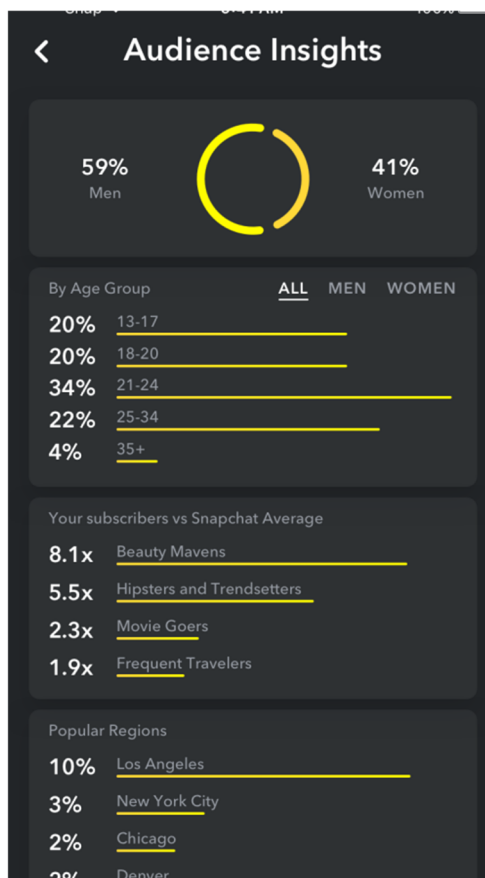 Audience Insights
59%
Men
41%
Women
By Age Group ALL MEN WOMEN
20% 13-17
20% 18-20
34% 21-24
22% 25-34
4% 35+
Your subscribers vs Snapchat Average
8.1x Beauty Mavens
5.5x Hipsters and Trendsetters
2.3x Movie Goers
1.9x Frequent Travelers
Popular Regions
10% Los Angeles
3% New York City
2% Chicago
2% Denver